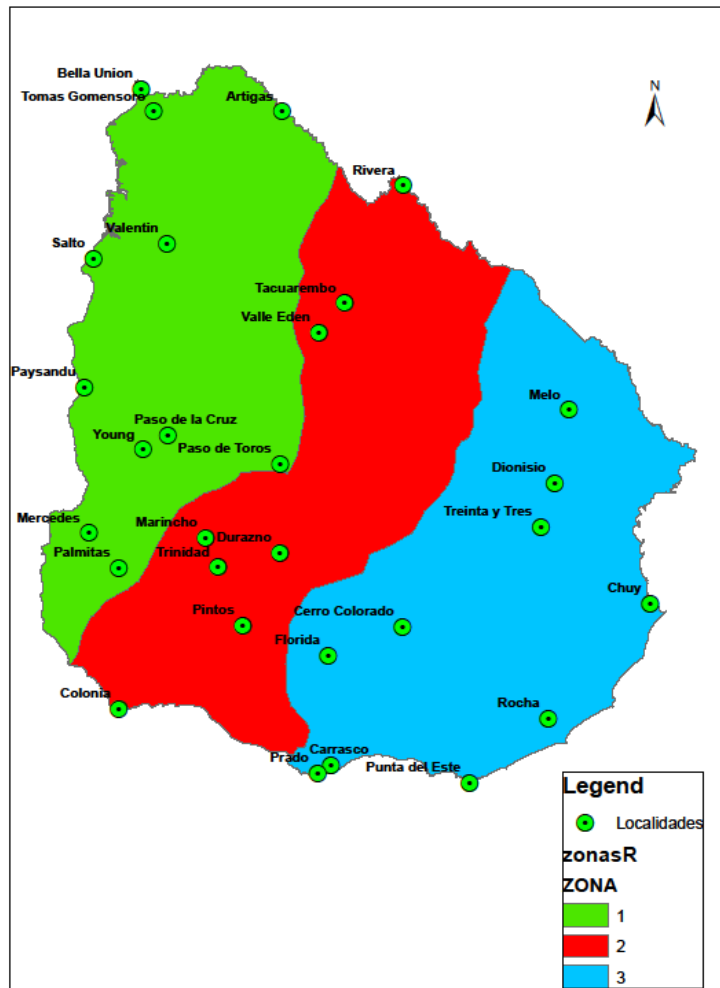 Bella Union
Tomas Gomensoro
Artigas
N
Rivera
Valentin
Salto
Tacuarembo
Valle Eden
Paysandu
Melo
Paso de la Cruz
Young
Paso de Toros
Dionisio
Treinta y Tres
Mercedes
Marincho
Durazno
Palmitas
Trinidad
Chuy
Pintos
Cerro Colorado
Florida
Colonia
Rocha
Carrasco
Prado
Punta del Este
Legend
Localidades
zonasR
ZONA
1
2
3